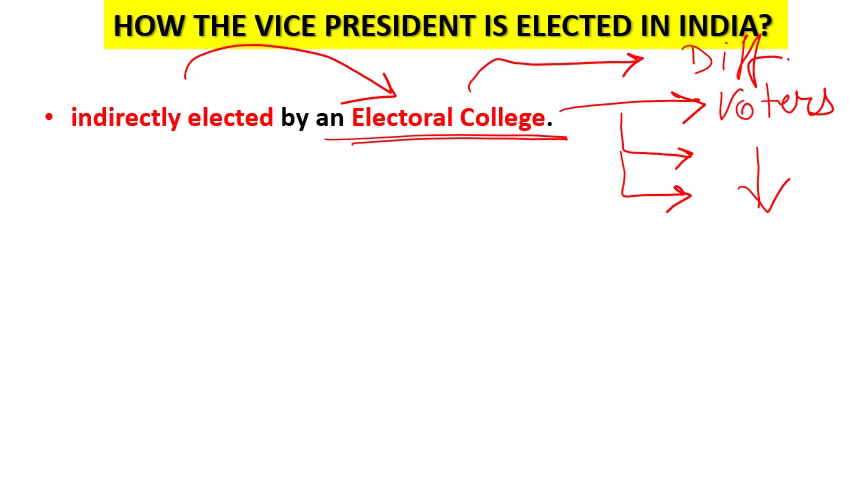 HOW THE VICE PRESIDENT IS ELECTED IN INDIA?
Diff.
• indirectly elected by an Electoral College.
Voters